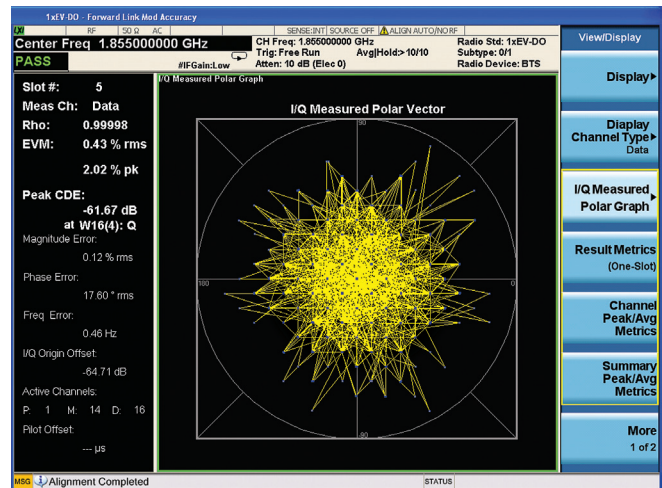 1xEV-DO - Forward Link Mod Accuracy
LXI RF 50 Ω AC SENSE:INT SOURCE OFF ALIGN AUTO/NO RF
Center Freq 1.855000000 GHz
CH Freq: 1.855000000 GHz Radio Std: 1xEV-DO
Trig: Free Run Avg|Hold:> 10/10 Subtype: 0/1
PASS #IFGain:Low Atten: 10 dB (Elec 0) Radio Device: BTS
I/Q Measured Polar Graph
I/Q Measured Polar Vector
90
180
0
-90
Slot #: 5
Meas Ch: Data
Rho: 0.99998
EVM: 0.43 % rms
2.02 % pk
Peak CDE:
-61.67 dB
at W16(4): Q
Magnitude Error:
0.12 % rms
Phase Error:
17.60 ° rms
Freq Error:
0.46 Hz
I/Q Origin Offset:
-64.71 dB
Active Channels:
P: 1 M: 14 D: 16
Pilot Offset:
--- µs
View/Display
Display
Diaplay
Channel Type
Data
I/Q Measured
Polar Graph
Result Metrics
(One-Slot)
Channel
Peak/Avg
Metrics
Summary
Peak/Avg
Metrics
More
1 of 2
MSG Alignment Completed STATUS